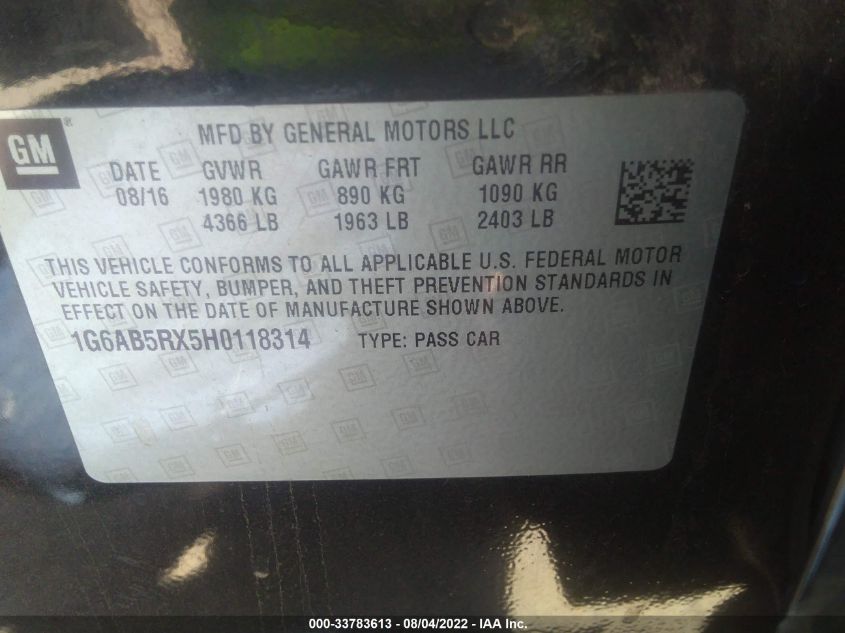 GM®
MFD BY GENERAL MOTORS LLC
DATE GVWR GAWR FRT GAWR RR
08/16 1980 KG 890 KG 1090 KG
4366 LB 1963 LB 2403 LB
THIS VEHICLE CONFORMS TO ALL APPLICABLE U.S. FEDERAL MOTOR
VEHICLE SAFETY, BUMPER, AND THEFT PREVENTION STANDARDS IN
EFFECT ON THE DATE OF MANUFACTURE SHOWN ABOVE.
1G6AB5RX5H0118314 TYPE: PASS CAR
000-33783613 - 08/04/2022 - IAA Inc.